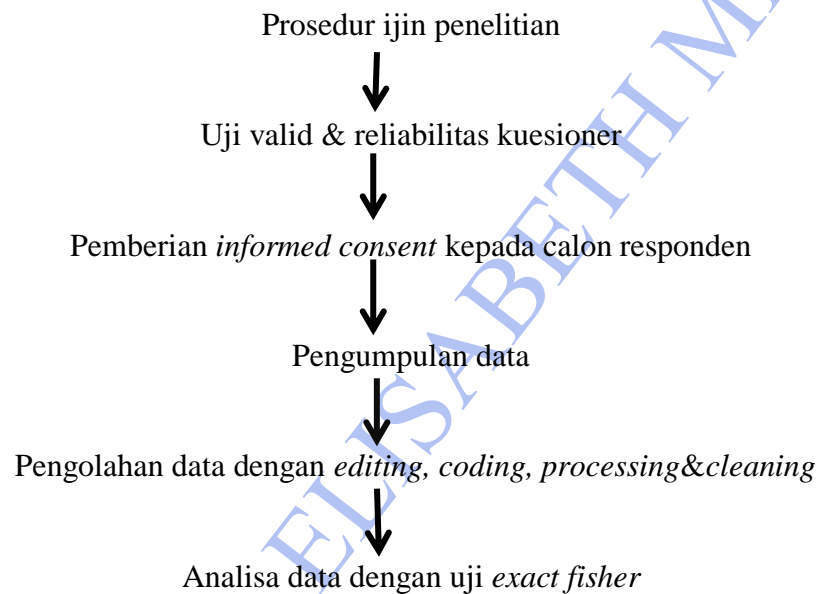 Prosedur ijin penelitian
Uji valid & reliabilitas kuesioner
Pemberian informed consent kepada calon responden
Pengumpulan data
Pengolahan data dengan editing, coding, processing&cleaning
Analisa data dengan uji exact fisher
ELISABETH M